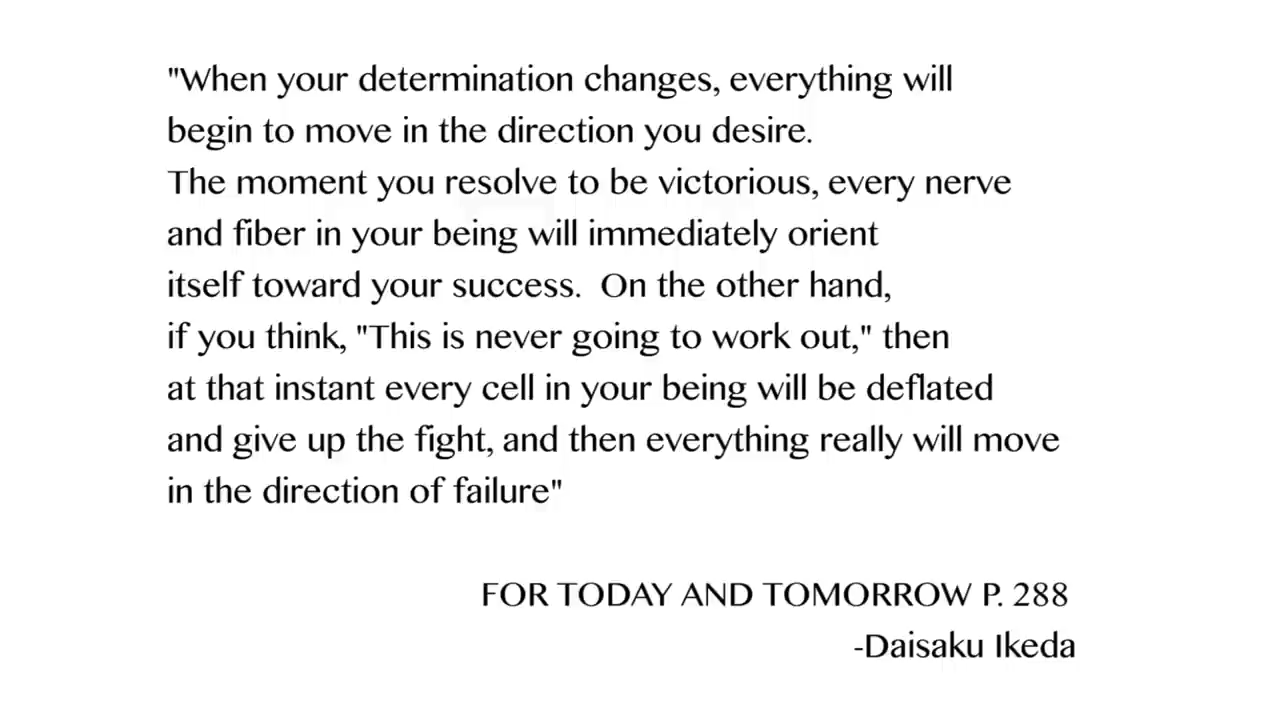 "When your determination changes, everything will
begin to move in the direction you desire.
The moment you resolve to be victorious, every nerve
and fiber in your being will immediately orient
itself toward your success.  On the other hand,
if you think, "This is never going to work out," then
at that instant every cell in your being will be deflated
and give up the fight, and then everything really will move
in the direction of failure"
FOR TODAY AND TOMORROW P. 288
-Daisaku Ikeda